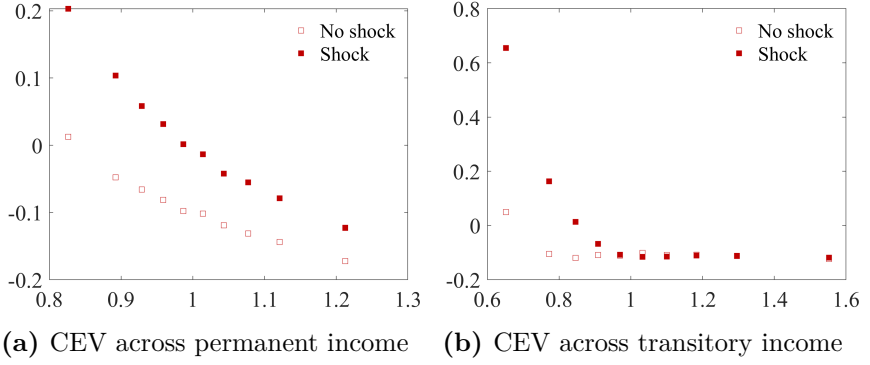 0.2
0.1
0
-0.1
-0.2
0.8 0.9 1 1.1 1.2 1.3
No shock
Shock
(a) CEV across permanent income
0.8
0.6
0.4
0.2
0
-0.2
0.6 0.8 1 1.2 1.4 1.6
No shock
Shock
(b) CEV across transitory income